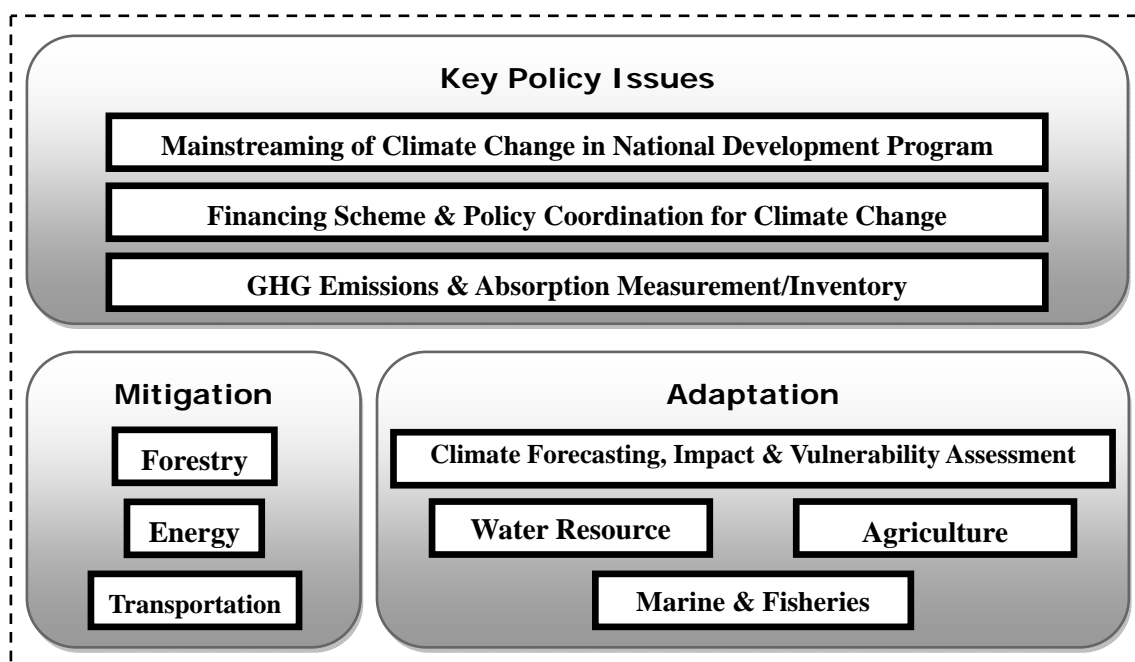 Key Policy Issues
Mainstreaming of Climate Change in National Development Program
Financing Scheme & Policy Coordination for Climate Change
GHG Emissions & Absorption Measurement/Inventory
Mitigation
Forestry
Energy
Transportation
Adaptation
Climate Forecasting, Impact & Vulnerability Assessment
Water Resource
Agriculture
Marine & Fisheries